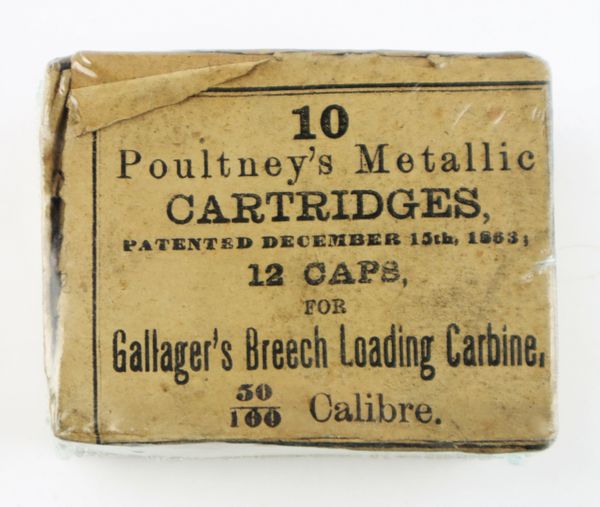 10
Poultney's Metallic
CARTRIDGES,
PATENTED DECEMBER 15th, 1863;
12 CAPS,
FOR
Gallager's Breech Loading Carbine,
50/100 Calibre.